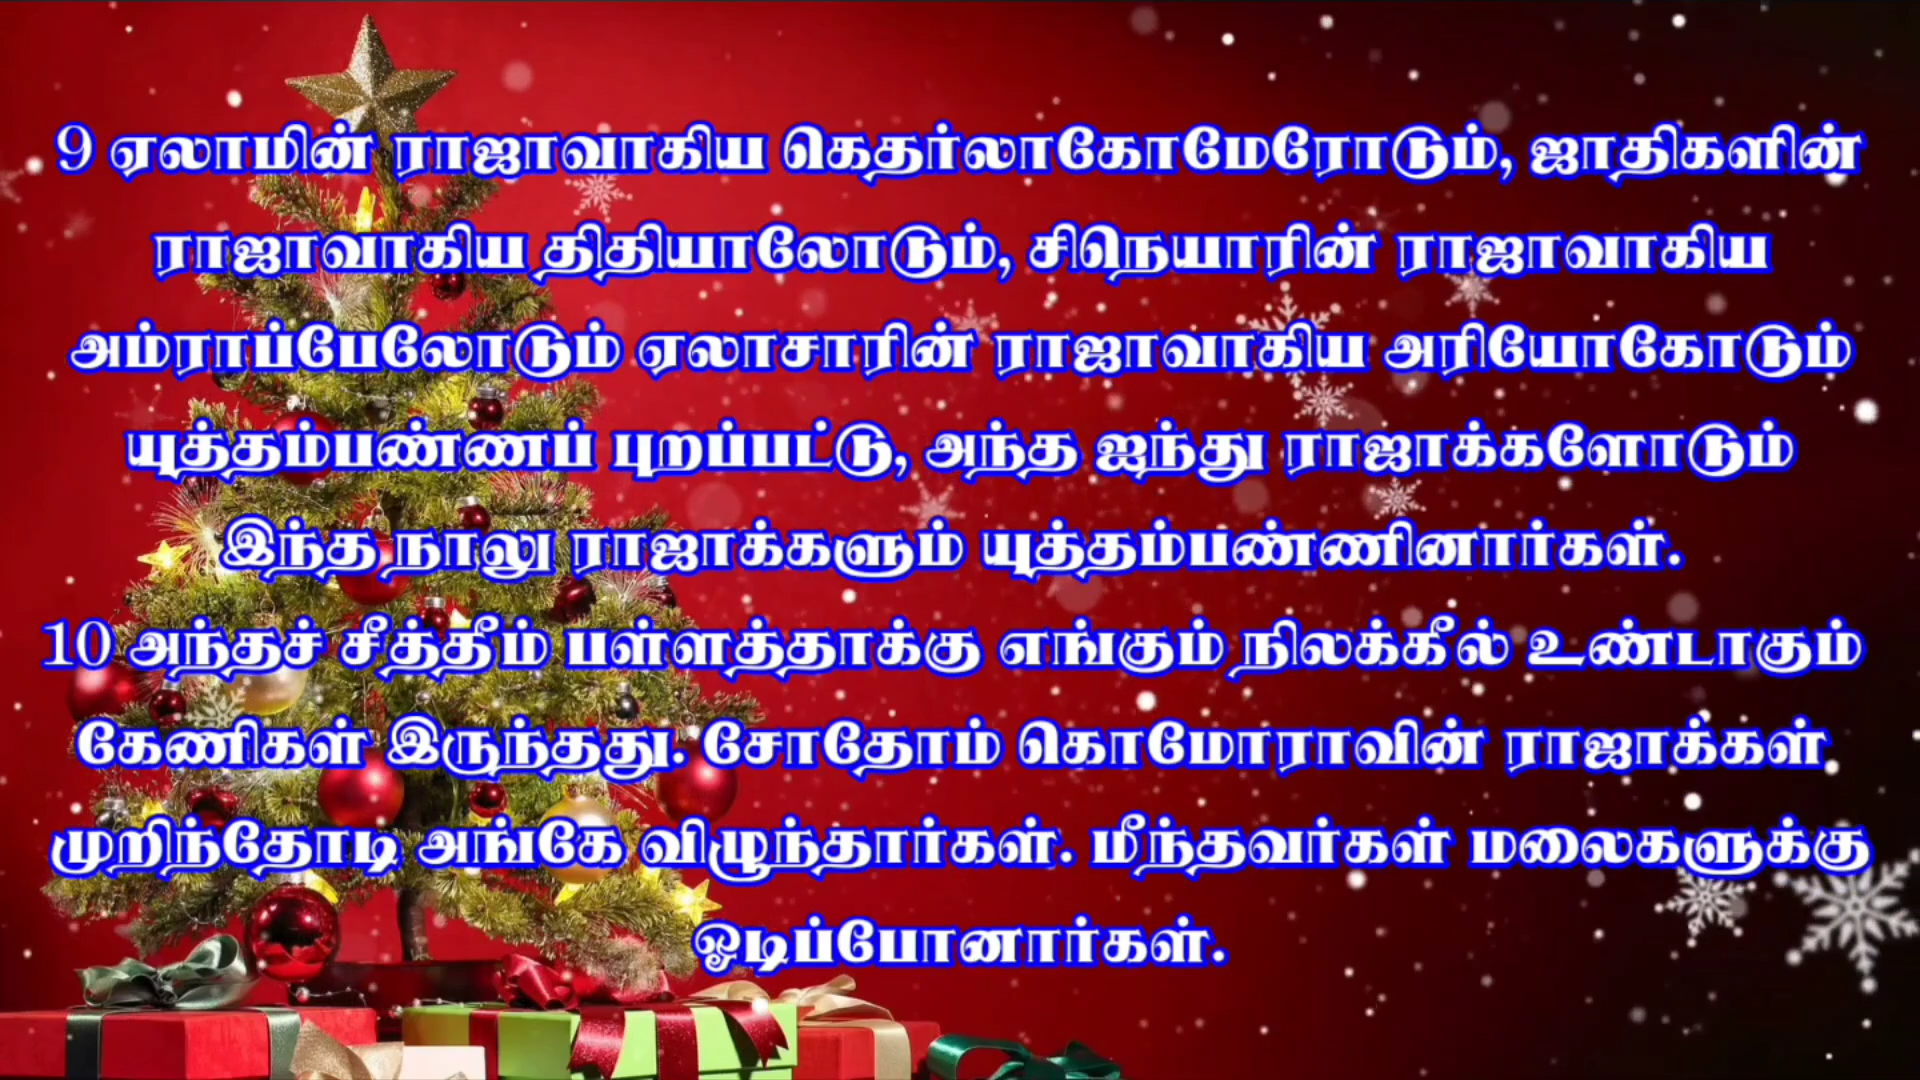 9 ஏலாமின் ராஜாவாகிய கெதர்லாகோமேரோடும், ஜாதிகளின்
ராஜாவாகிய திதியாலோடும், சிநெயாரின் ராஜாவாகிய
அம்ராப்பேலோடும் ஏலாசாரின் ராஜாவாகிய அரியோகோடும்
யுத்தம்பண்ணப் புறப்பட்டு, அந்த ஐந்து ராஜாக்களோடும்
இந்த நாலு ராஜாக்களும் யுத்தம்பண்ணினார்கள்.
10 அந்தச் சீத்தீம் பள்ளத்தாக்கு எங்கும் நிலக்கீல் உண்டாகும்
கேணிகள் இருந்தது. சோதோம் கொமோராவின் ராஜாக்கள்
முறிந்தோடி அங்கே விழுந்தார்கள். மீந்தவர்கள் மலைகளுக்கு
ஓடிப்போனார்கள்.